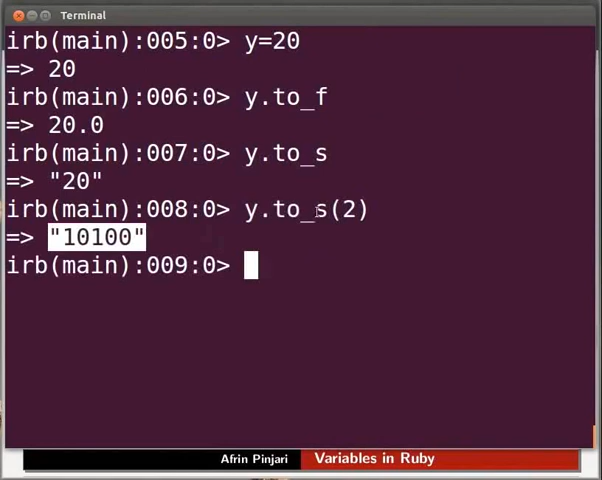 Terminal
irb(main):005:0> y=20
=> 20
irb(main):006:0> y.to_f
=> 20.0
irb(main):007:0> y.to_s
=> "20"
irb(main):008:0> y.to_s(2)
=> "10100"
irb(main):009:0>
Afrin Pinjari Variables in Ruby